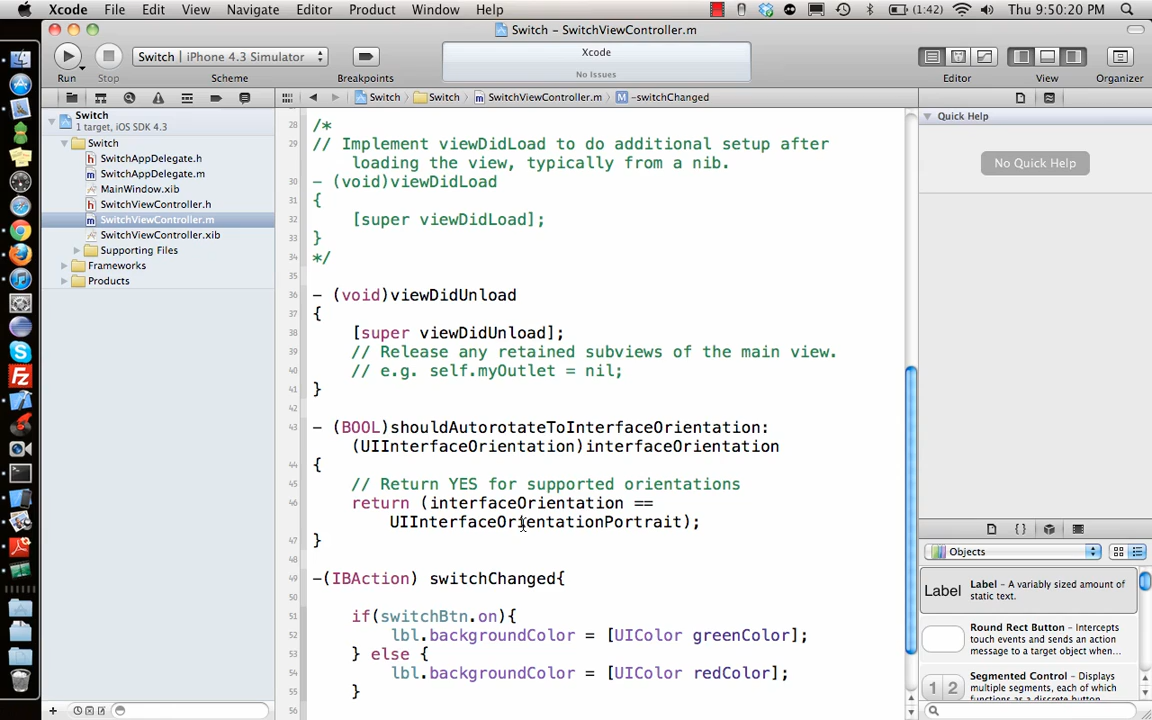 Xcode File Edit View Navigate Editor Product Window Help (1:42) Thu 9:50:20 PM
Switch – SwitchViewController.m
Switch iPhone 4.3 Simulator
Xcode
No Issues
Run Stop Scheme Breakpoints Editor View Organizer
Switch Switch SwitchViewController.m M -switchChanged
Switch
1 target, iOS SDK 4.3
Switch
h SwitchAppDelegate.h
m SwitchAppDelegate.m
MainWindow.xib
h SwitchViewController.h
m SwitchViewController.m
SwitchViewController.xib
Supporting Files
Frameworks
Products
28 /*
29 // Implement viewDidLoad to do additional setup after
loading the view, typically from a nib.
30 - (void)viewDidLoad
31 {
32 [super viewDidLoad];
33 }
34 */
35
36 - (void)viewDidUnload
37 {
38 [super viewDidUnload];
39 // Release any retained subviews of the main view.
40 // e.g. self.myOutlet = nil;
41 }
42
43 - (BOOL)shouldAutorotateToInterfaceOrientation:
(UIInterfaceOrientation)interfaceOrientation
44 {
45 // Return YES for supported orientations
46 return (interfaceOrientation ==
UIInterfaceOrientationPortrait);
47 }
48
49 -(IBAction) switchChanged{
50
51 if(switchBtn.on){
52 lbl.backgroundColor = [UIColor greenColor];
53 } else {
54 lbl.backgroundColor = [UIColor redColor];
55 }
56
Quick Help
No Quick Help
Objects
Label
Label – A variably sized amount of
static text.
Round Rect Button – Intercepts
touch events and sends an action
message to a target object when…
1 2
Segmented Control – Displays
multiple segments, each of which
functions as a discrete button